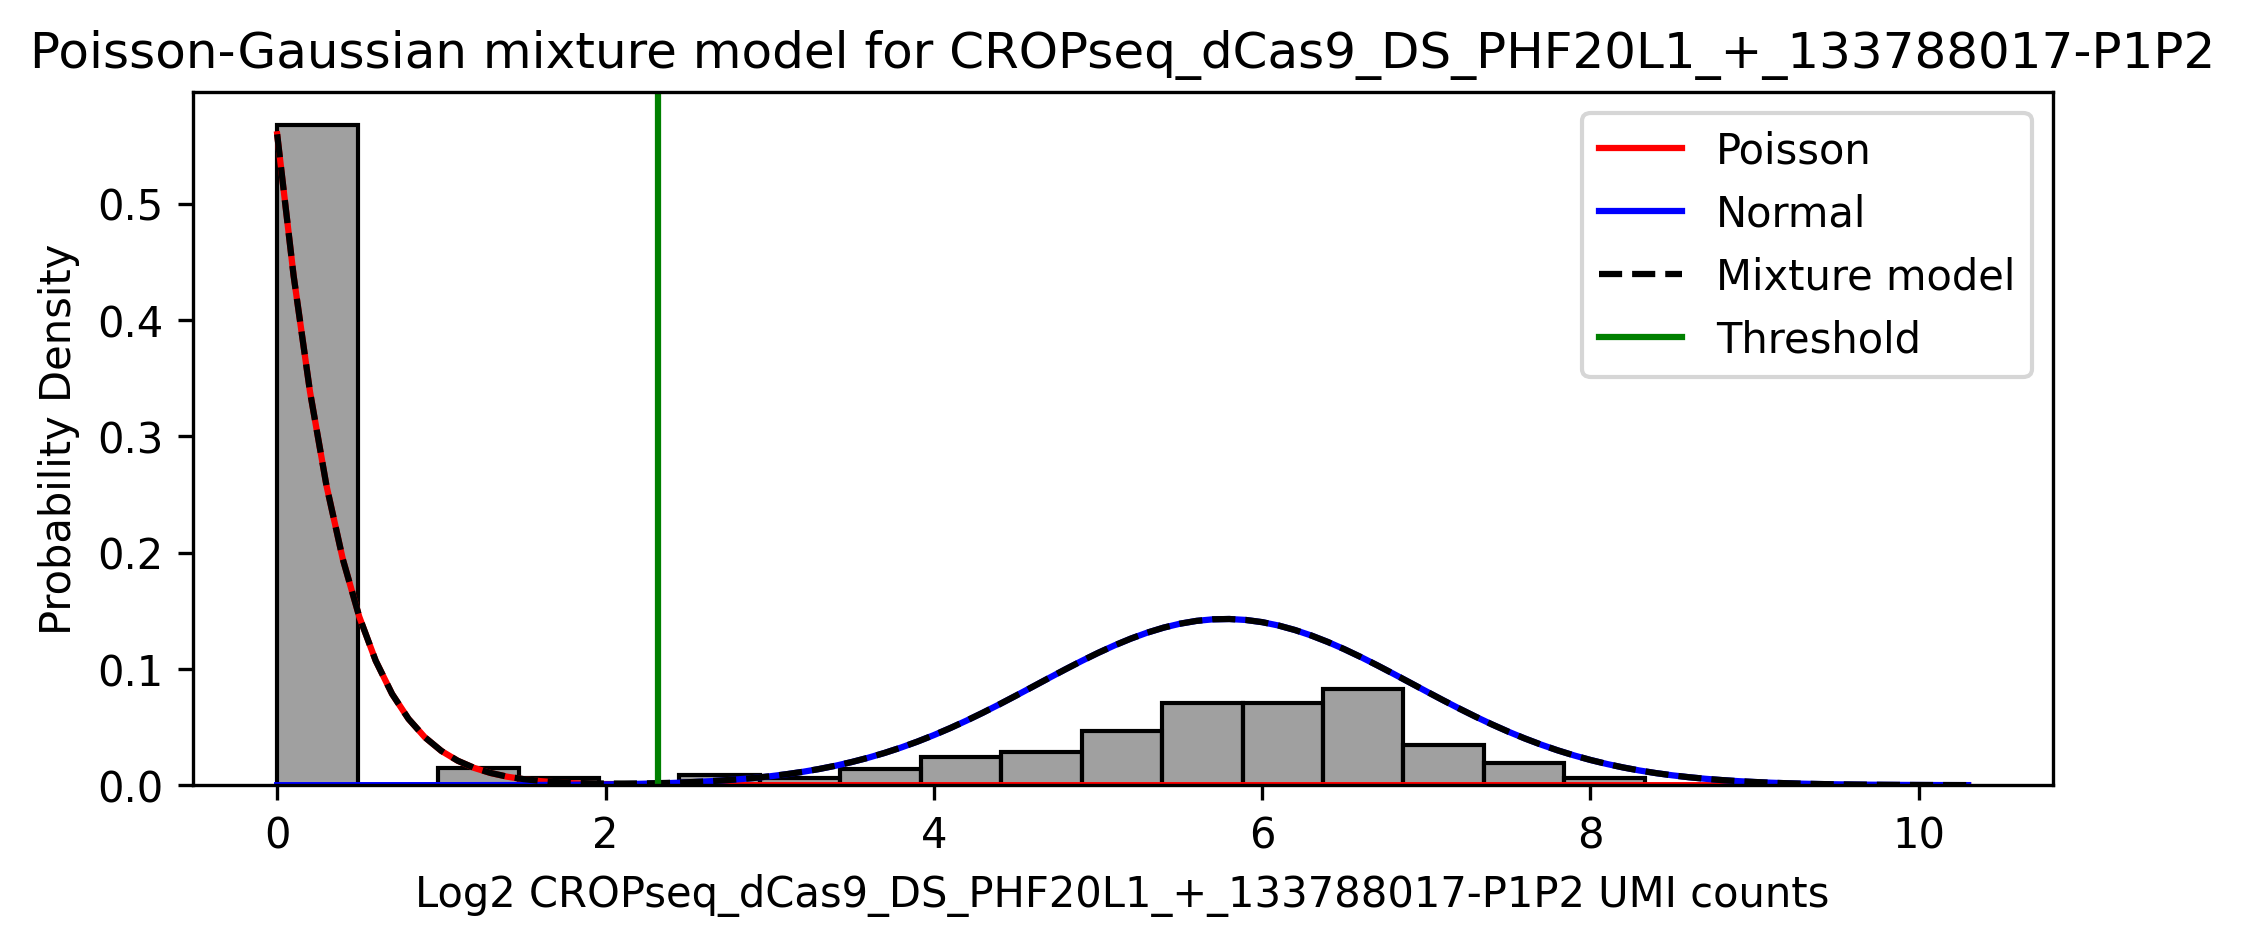 Poisson-Gaussian mixture model for CROPseq_dCas9_DS_PHF20L1_+_133788017-P1P2
Poisson
Normal
Mixture model
Threshold
Probability Density
0.5
0.4
0.3
0.2
0.1
0.0
0 2 4 6 8 10
Log2 CROPseq_dCas9_DS_PHF20L1_+_133788017-P1P2 UMI counts